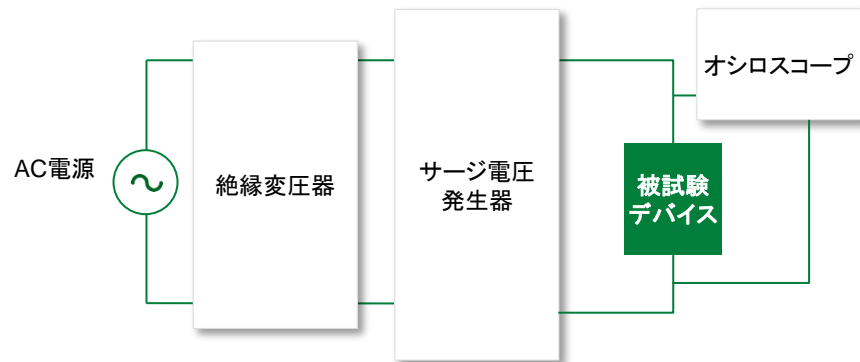 AC電源
絶縁変圧器
サージ電圧
発生器
被試験
デバイス
オシロスコープ